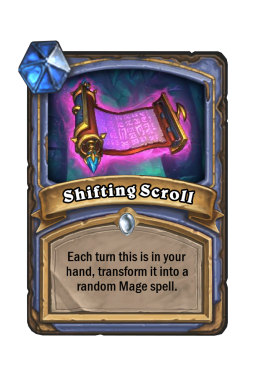 Shifting Scroll
Each turn this is in your
hand, transform it into a
random Mage spell.